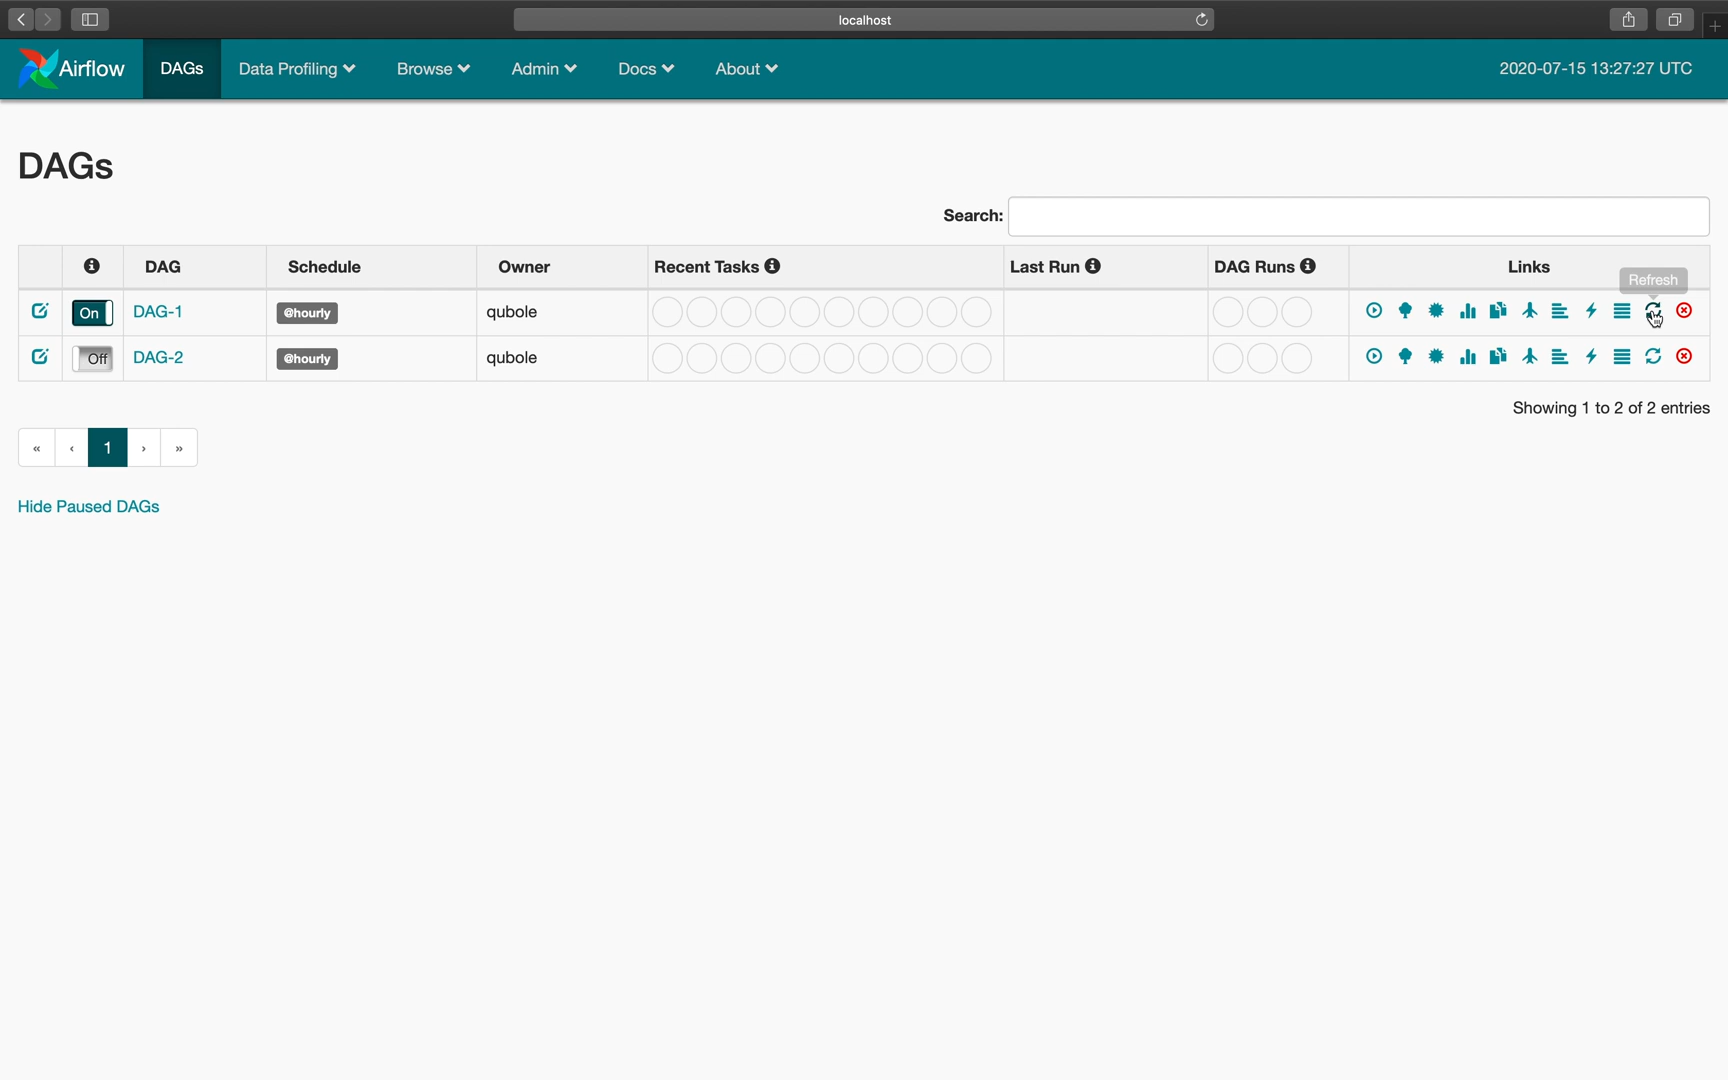 localhost
Airflow DAGs Data Profiling Browse Admin Docs About 2020-07-15 13:27:27 UTC
DAGs
Search:
DAG Schedule Owner Recent Tasks Last Run DAG Runs Links
Refresh
On DAG-1 @hourly qubole
Off DAG-2 @hourly qubole
Showing 1 to 2 of 2 entries
« ‹ 1 › »
Hide Paused DAGs